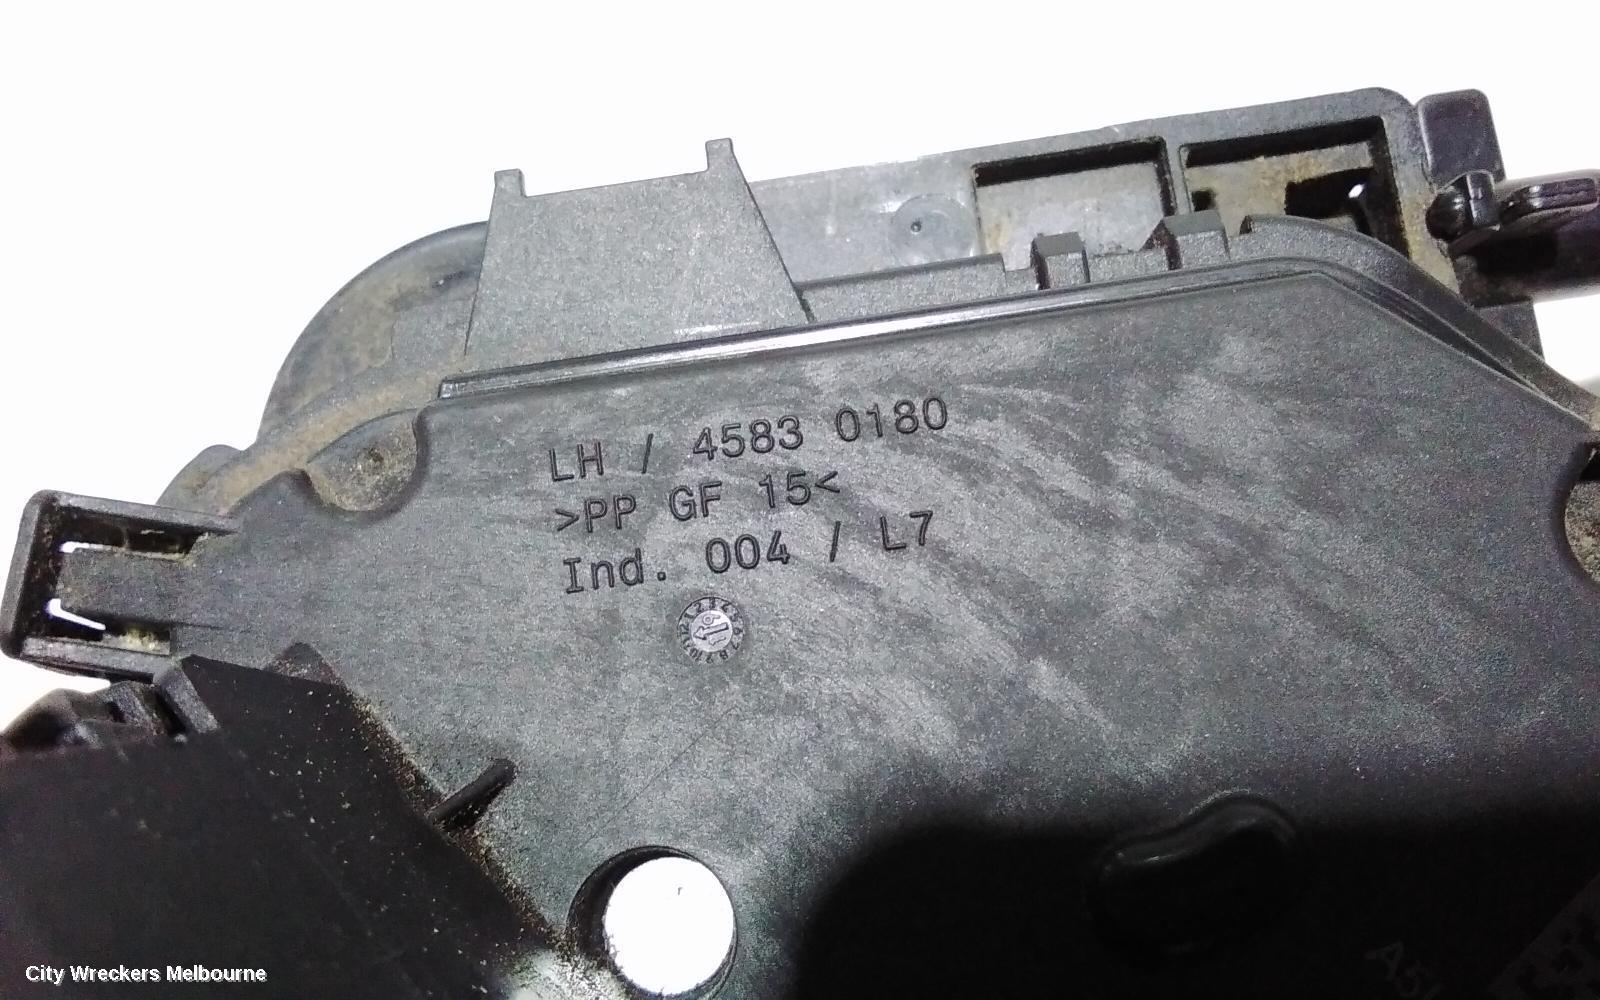 LH / 4583 0180
>PP GF 15<
Ind. 004 / L7
City Wreckers Melbourne